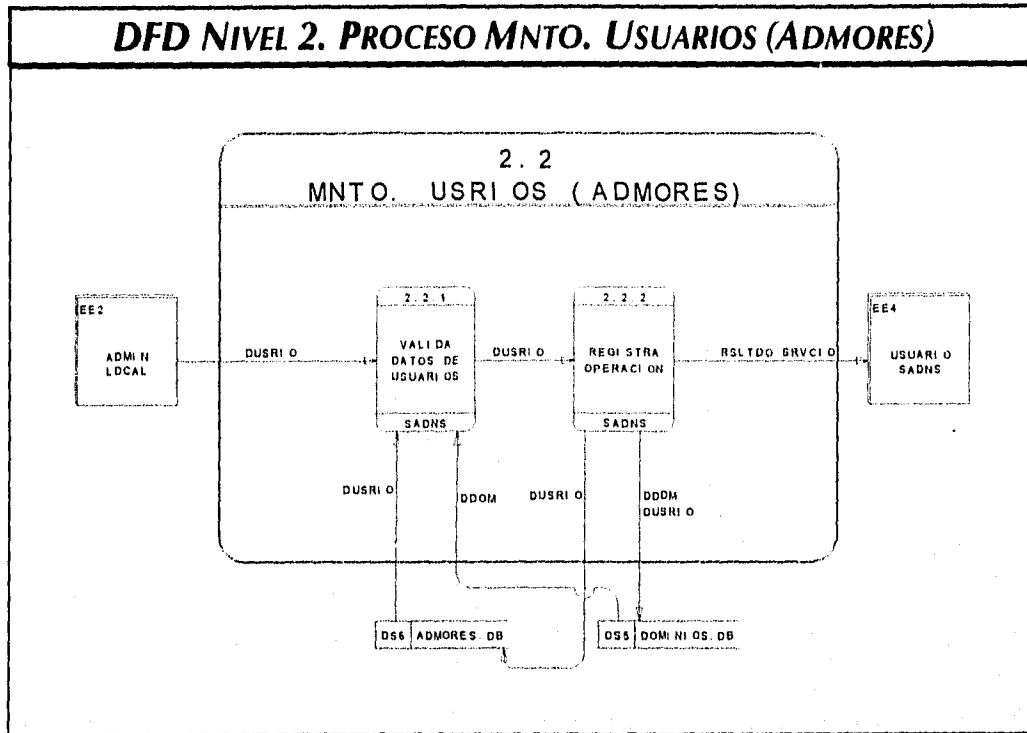 DFD NIVEL 2. PROCESO MNTO. USUARIOS (ADMORES)
2.2
MNTO. USRIOS (ADMORES)
EE2
ADMIN
LOCAL
DUSRIO
2.2.1
VALIDA
DATOS DE
USUARIOS
SADNS
DUSRIO
2.2.2
REGISTRA
OPERACION
SADNS
RSLTDO SRVCIO
EE4
USUARIO
SADNS
DUSRIO
DDOM
DUSRIO
DDOM
DUSRIO
DS6 ADMORES.DB
DS5 DOMINIOS.DB